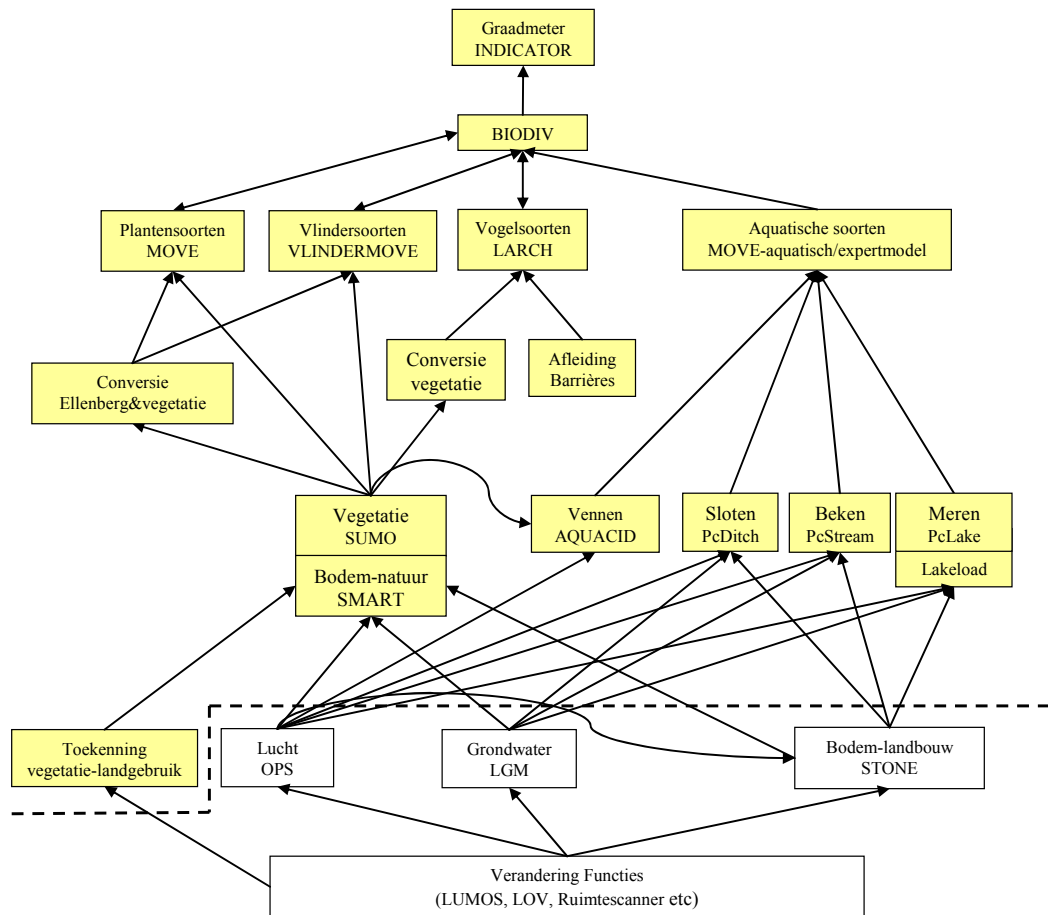 Graadmeter
INDICATOR
BIODIV
Plantensoorten
MOVE
Vlindersoorten
VLINDERMOVE
Vogelsoorten
LARCH
Aquatische soorten
MOVE-aquatisch/expertmodel
Conversie
Ellenberg&vegetatie
Conversie
vegetatie
Afleiding
Barrières
Vegetatie
SUMO
Bodem-natuur
SMART
Vennen
AQUACID
Sloten
PcDitch
Beken
PcStream
Meren
PcLake
Lakeload
Toekenning
vegetatie-landgebruik
Lucht
OPS
Grondwater
LGM
Bodem-landbouw
STONE
Verandering Functies
(LUMOS, LOV, Ruimtescanner etc)